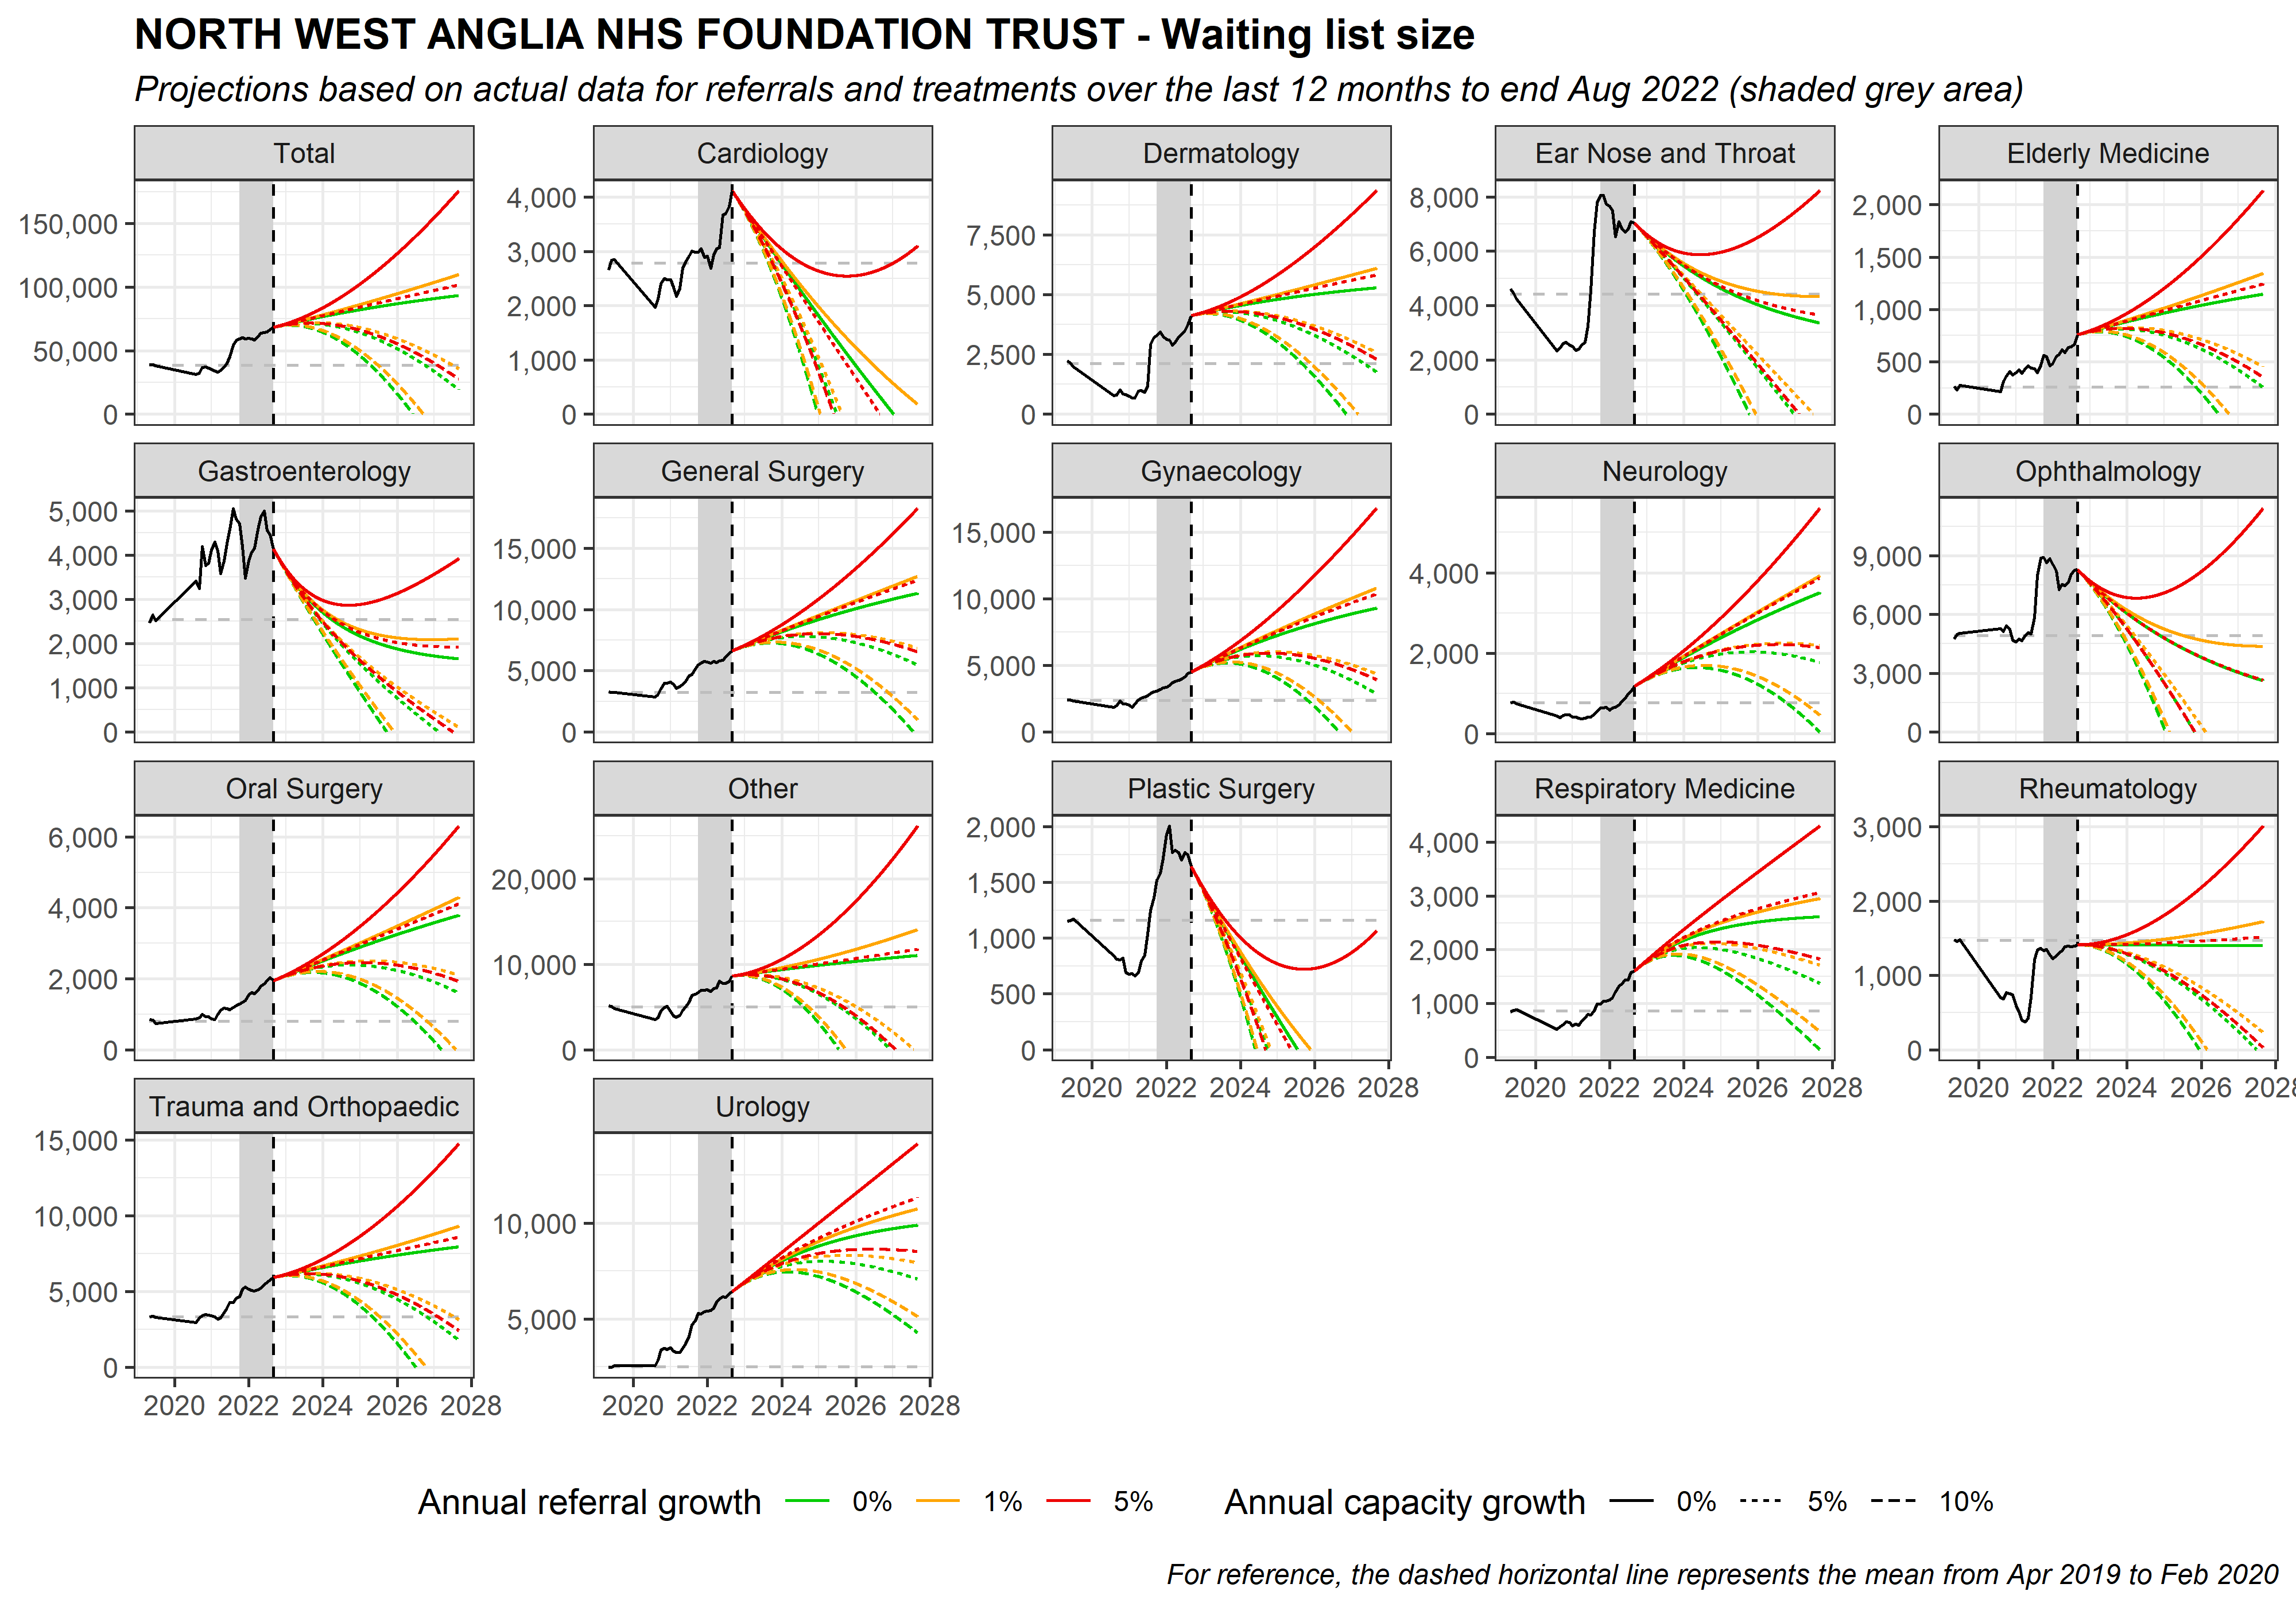 NORTH WEST ANGLIA NHS FOUNDATION TRUST - Waiting list size
Projections based on actual data for referrals and treatments over the last 12 months to end Aug 2022 (shaded grey area)
Total
Cardiology
Dermatology
Ear Nose and Throat
Elderly Medicine
150,000
100,000
50,000
0
4,000
3,000
2,000
1,000
0
7,500
5,000
2,500
0
8,000
6,000
4,000
2,000
0
2,000
1,500
1,000
500
0
Gastroenterology
General Surgery
Gynaecology
Neurology
Ophthalmology
5,000
4,000
3,000
2,000
1,000
0
15,000
10,000
5,000
0
15,000
10,000
5,000
0
4,000
2,000
0
9,000
6,000
3,000
0
Oral Surgery
Other
Plastic Surgery
Respiratory Medicine
Rheumatology
6,000
4,000
2,000
0
20,000
10,000
0
2,000
1,500
1,000
500
0
4,000
3,000
2,000
1,000
0
3,000
2,000
1,000
0
2020 2022 2024 2026 2028
2020 2022 2024 2026 2028
2020 2022 2024 2026 2028
Trauma and Orthopaedic
Urology
15,000
10,000
5,000
0
10,000
5,000
2020 2022 2024 2026 2028
2020 2022 2024 2026 2028
Annual referral growth 0% 1% 5% Annual capacity growth 0% 5% 10%
For reference, the dashed horizontal line represents the mean from Apr 2019 to Feb 2020